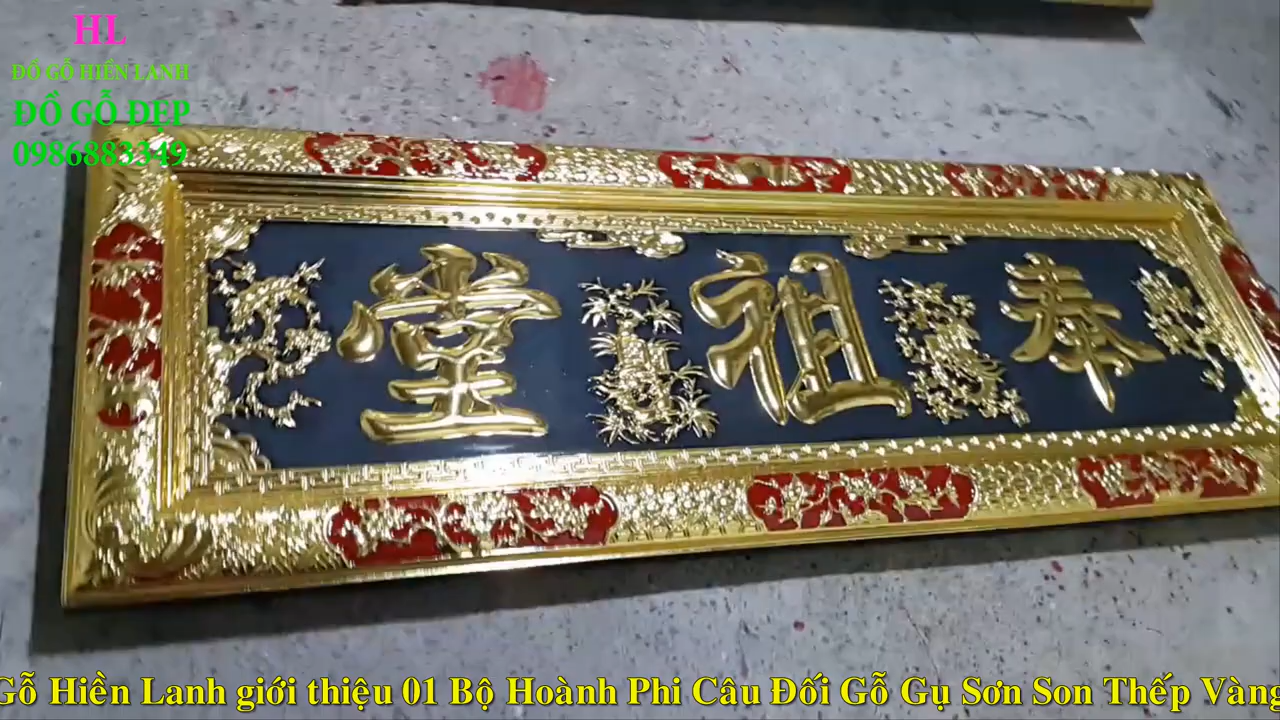 HL
ĐỒ GỖ HIỀN LANH
ĐỒ GỖ ĐẸP
0986883349
堂祖奉
Gỗ Hiền Lanh giới thiệu 01 Bộ Hoành Phi Câu Đối Gỗ Gụ Sơn Son Thếp Vàng